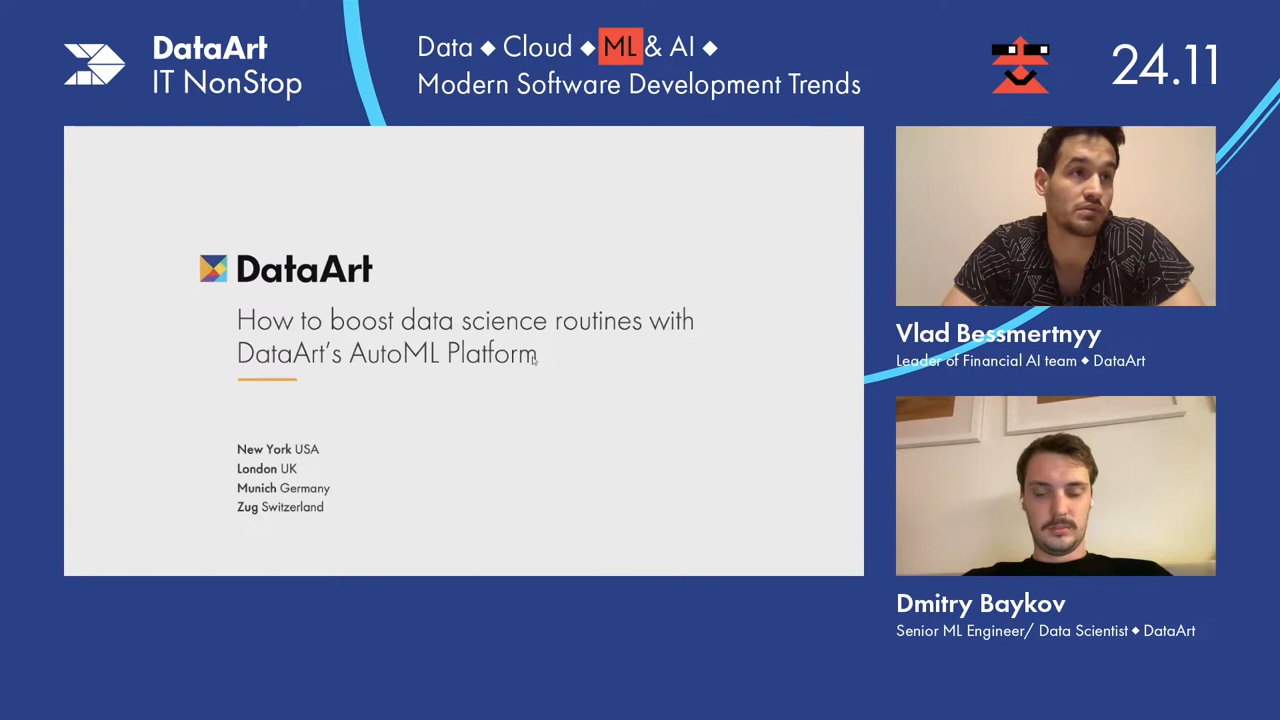 DataArt
IT NonStop
Data ◆ Cloud ◆ ML & AI ◆
Modern Software Development Trends
24.11
DataArt
How to boost data science routines with
DataArt's AutoML Platform
New York USA
London UK
Munich Germany
Zug Switzerland
Vlad Bessmertnyy
Leader of Financial AI team ◆ DataArt
Dmitry Baykov
Senior ML Engineer/ Data Scientist ◆ DataArt